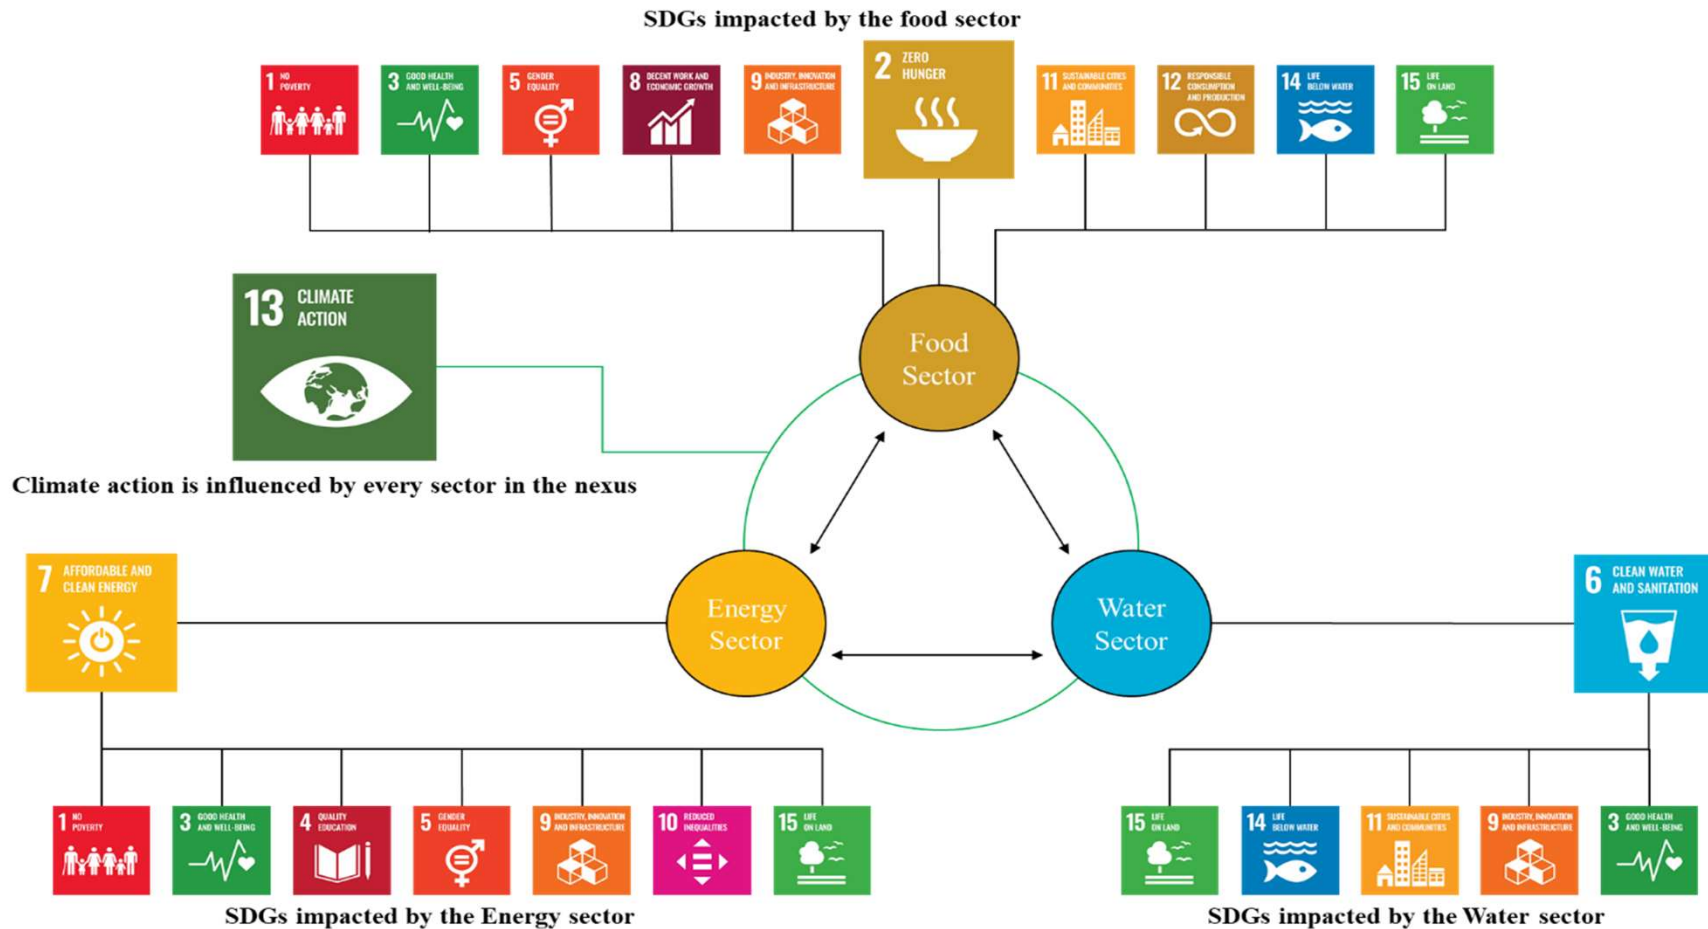 SDGs impacted by the food sector
1 NO
POVERTY
3 GOOD HEALTH
AND WELL-BEING
5 GENDER
EQUALITY
8 DECENT WORK AND
ECONOMIC GROWTH
9 INDUSTRY, INNOVATION
AND INFRASTRUCTURE
2 ZERO
HUNGER
11 SUSTAINABLE CITIES
AND COMMUNITIES
12 RESPONSIBLE
CONSUMPTION
AND PRODUCTION
14 LIFE
BELOW WATER
15 LIFE
ON LAND
13 CLIMATE
ACTION
Climate action is influenced by every sector in the nexus
Food
Sector
7 AFFORDABLE AND
CLEAN ENERGY
Energy
Sector
Water
Sector
6 CLEAN WATER
AND SANITATION
1 NO
POVERTY
3 GOOD HEALTH
AND WELL-BEING
4 QUALITY
EDUCATION
5 GENDER
EQUALITY
9 INDUSTRY, INNOVATION
AND INFRASTRUCTURE
10 REDUCED
INEQUALITIES
15 LIFE
ON LAND
SDGs impacted by the Energy sector
15 LIFE
ON LAND
14 LIFE
BELOW WATER
11 SUSTAINABLE CITIES
AND COMMUNITIES
9 INDUSTRY, INNOVATION
AND INFRASTRUCTURE
3 GOOD HEALTH
AND WELL-BEING
SDGs impacted by the Water sector